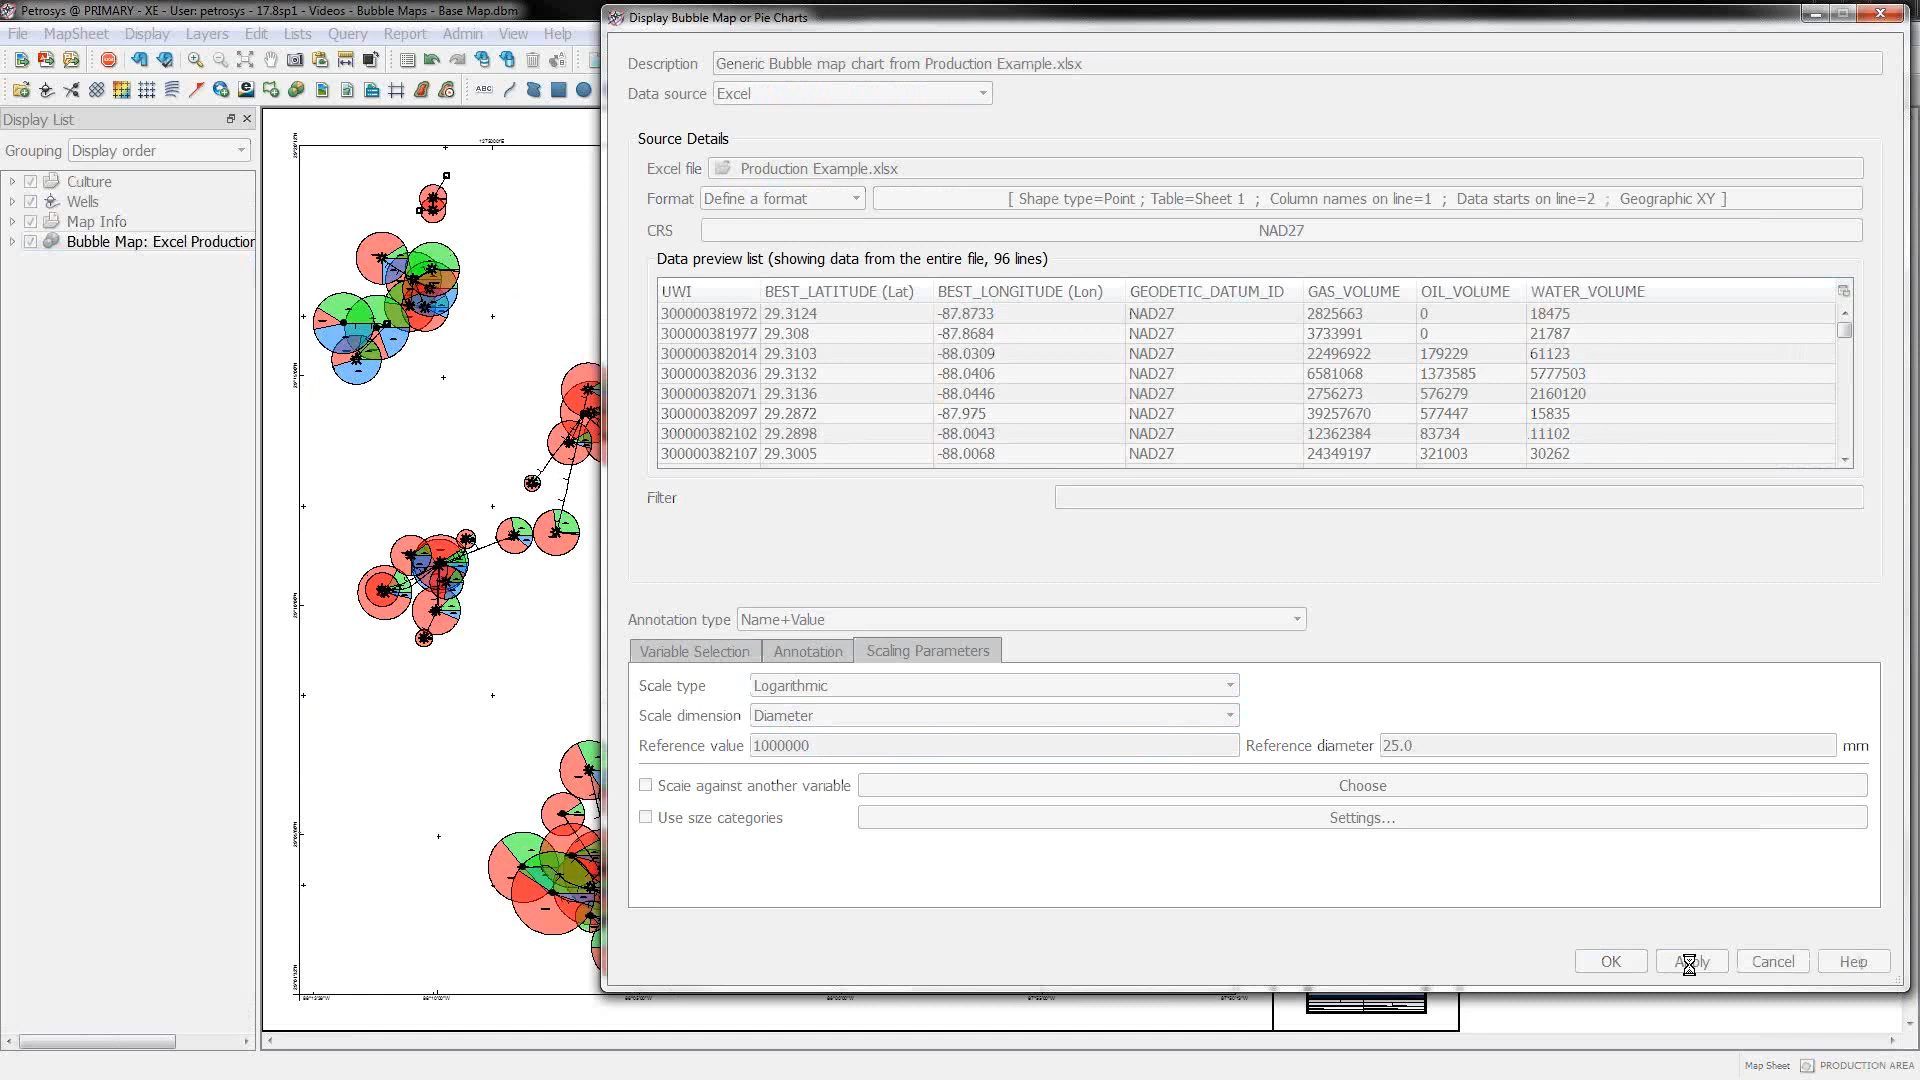 Petrosys @ PRIMARY - XE - User: petrosys - 17.8sp1 - Videos - Bubble Maps - Base Map.dbm
File MapSheet Display Layers Edit Lists Query Report Admin View Help
ABC
Display List
Grouping Display order
Culture
Wells
Map Info
Bubble Map: Excel Production
Display Bubble Map or Pie Charts
Description Generic Bubble map chart from Production Example.xlsx
Data source Excel
Source Details
Excel file Production Example.xlsx
Format Define a format [ Shape type=Point ; Table=Sheet 1 ; Column names on line=1 ; Data starts on line=2 ; Geographic XY ]
CRS NAD27
Data preview list (showing data from the entire file, 96 lines)
UWI BEST_LATITUDE (Lat) BEST_LONGITUDE (Lon) GEODETIC_DATUM_ID GAS_VOLUME OIL_VOLUME WATER_VOLUME
300000381972 29.3124 -87.8733 NAD27 2825663 0 18475
300000381977 29.308 -87.8684 NAD27 3733991 0 21787
300000382014 29.3103 -88.0309 NAD27 22496922 179229 61123
300000382036 29.3132 -88.0406 NAD27 6581068 1373585 5777503
300000382071 29.3136 -88.0446 NAD27 2756273 576279 2160120
300000382097 29.2872 -87.975 NAD27 39257670 577447 15835
300000382102 29.2898 -88.0043 NAD27 12362384 83734 11102
300000382107 29.3005 -88.0068 NAD27 24349197 321003 30262
Filter
Annotation type Name+Value
Variable Selection Annotation Scaling Parameters
Scale type Logarithmic
Scale dimension Diameter
Reference value 1000000 Reference diameter 25.0 mm
Scale against another variable Choose
Use size categories Settings...
OK Apply Cancel Help
Map Sheet PRODUCTION AREA